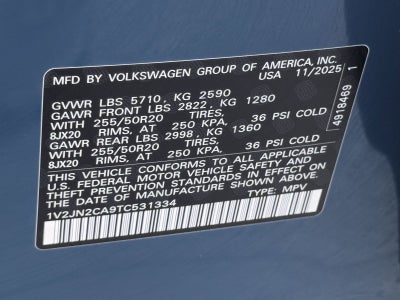 MFD BY VOLKSWAGEN GROUP OF AMERICA, INC.
USA 11/2025
GVWR LBS 5710, KG 2590
GAWR FRONT LBS 2822, KG 1280
WITH 255/50R20 36 PSI COLD
8JX20 RIMS, AT 250 KPA.
GAWR REAR LBS 2998, KG 1360
WITH 255/50R20 36 PSI COLD
8JX20 RIMS, AT 250 KPA.
THIS VEHICLE CONFORMS TO ALL APPLICABLE
U.S. FEDERAL MOTOR VEHICLE SAFETY AND
THEFT PREVENTION STANDARDS IN EFFECT ON
THE DATE OF MANUFACTURE SHOWN ABOVE.
1V2JN2CA9TC531334 TYPE: MPV
4918469 1